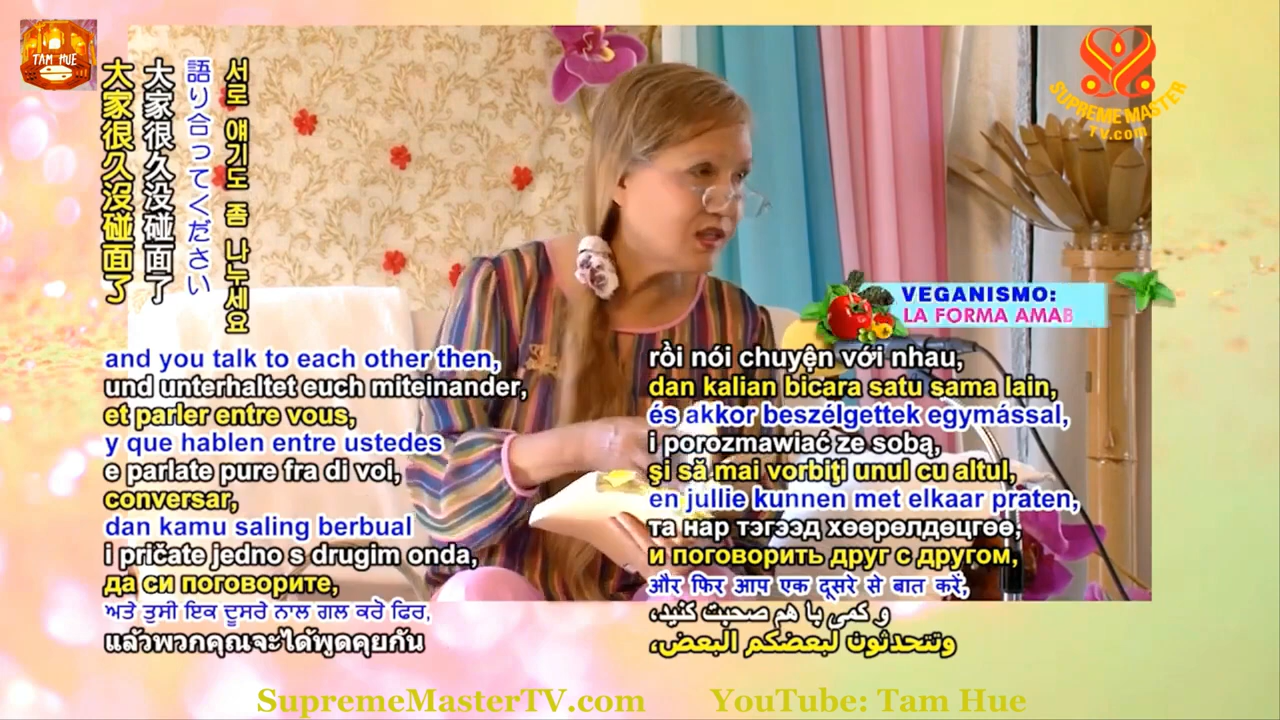 TAM HUE
大家很久沒碰面了
大家很久没碰面了
語り合ってください
서로 얘기도 좀 나누세요
SUPREME MASTER
TV.com
VEGANISMO:
LA FORMA AMAB
and you talk to each other then,
und unterhaltet euch miteinander,
et parler entre vous,
y que hablen entre ustedes
e parlate pure fra di voi,
conversar,
dan kamu saling berbual
i pričate jedno s drugim onda,
да си поговорите,
ਅਤੇ ਤੁਸੀ ਇਕ ਦੂਸਰੇ ਨਾਲ ਗਲ ਕਰੇ ਫਿਰ,
แล้วพวกคุณจะได้พูดคุยกัน
rồi nói chuyện với nhau,
dan kalian bicara satu sama lain,
és akkor beszélgettek egymással,
i porozmawiać ze sobą,
şi să mai vorbiţi unul cu altul,
en jullie kunnen met elkaar praten,
та нар тэгээд хөөрөлдөцгөө,
и поговорить друг с другом,
और फिर आप एक दूसरे से बात करें,
و کمی با هم صحبت کنید،
وتتحدثون لبعضكم البعض،
SupremeMasterTV.com YouTube: Tam Hue